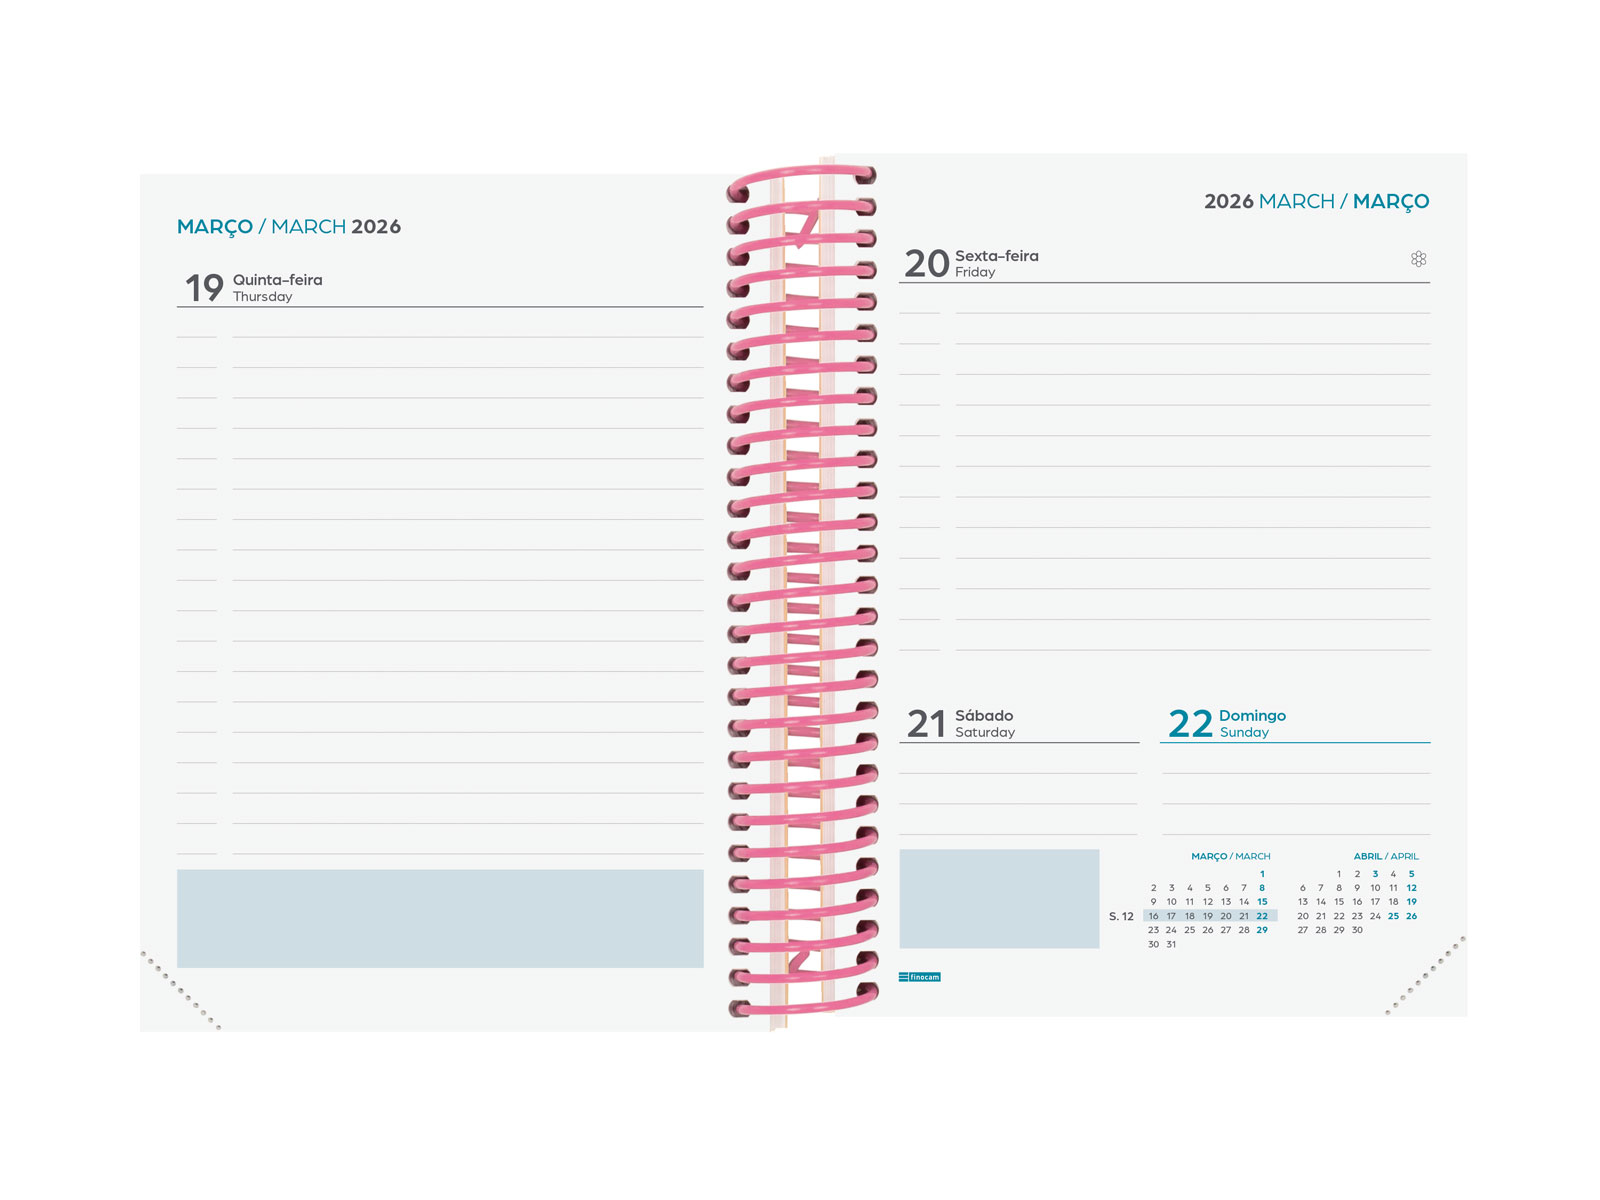 MARÇO / MARCH 2026
19 Quinta-feira
Thursday
2026 MARCH / MARÇO
20 Sexta-feira
Friday
21 Sábado
Saturday
22 Domingo
Sunday
MARÇO / MARCH
1
2 3 4 5 6 7 8
9 10 11 12 13 14 15
S. 12 16 17 18 19 20 21 22
23 24 25 26 27 28 29
30 31
ABRIL / APRIL
1 2 3 4 5
6 7 8 9 10 11 12
13 14 15 16 17 18 19
20 21 22 23 24 25 26
27 28 29 30
finocam